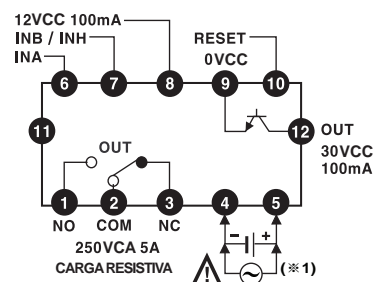 12VCC 100mA
INB / INH
INA
RESET
0VCC
6
7
8
9
10
11
12
OUT
30VCC
100mA
OUT
1
2
3
4
5
NO
COM
NC
- +
250VCA 5A
CARGA RESISTIVA
(※1)